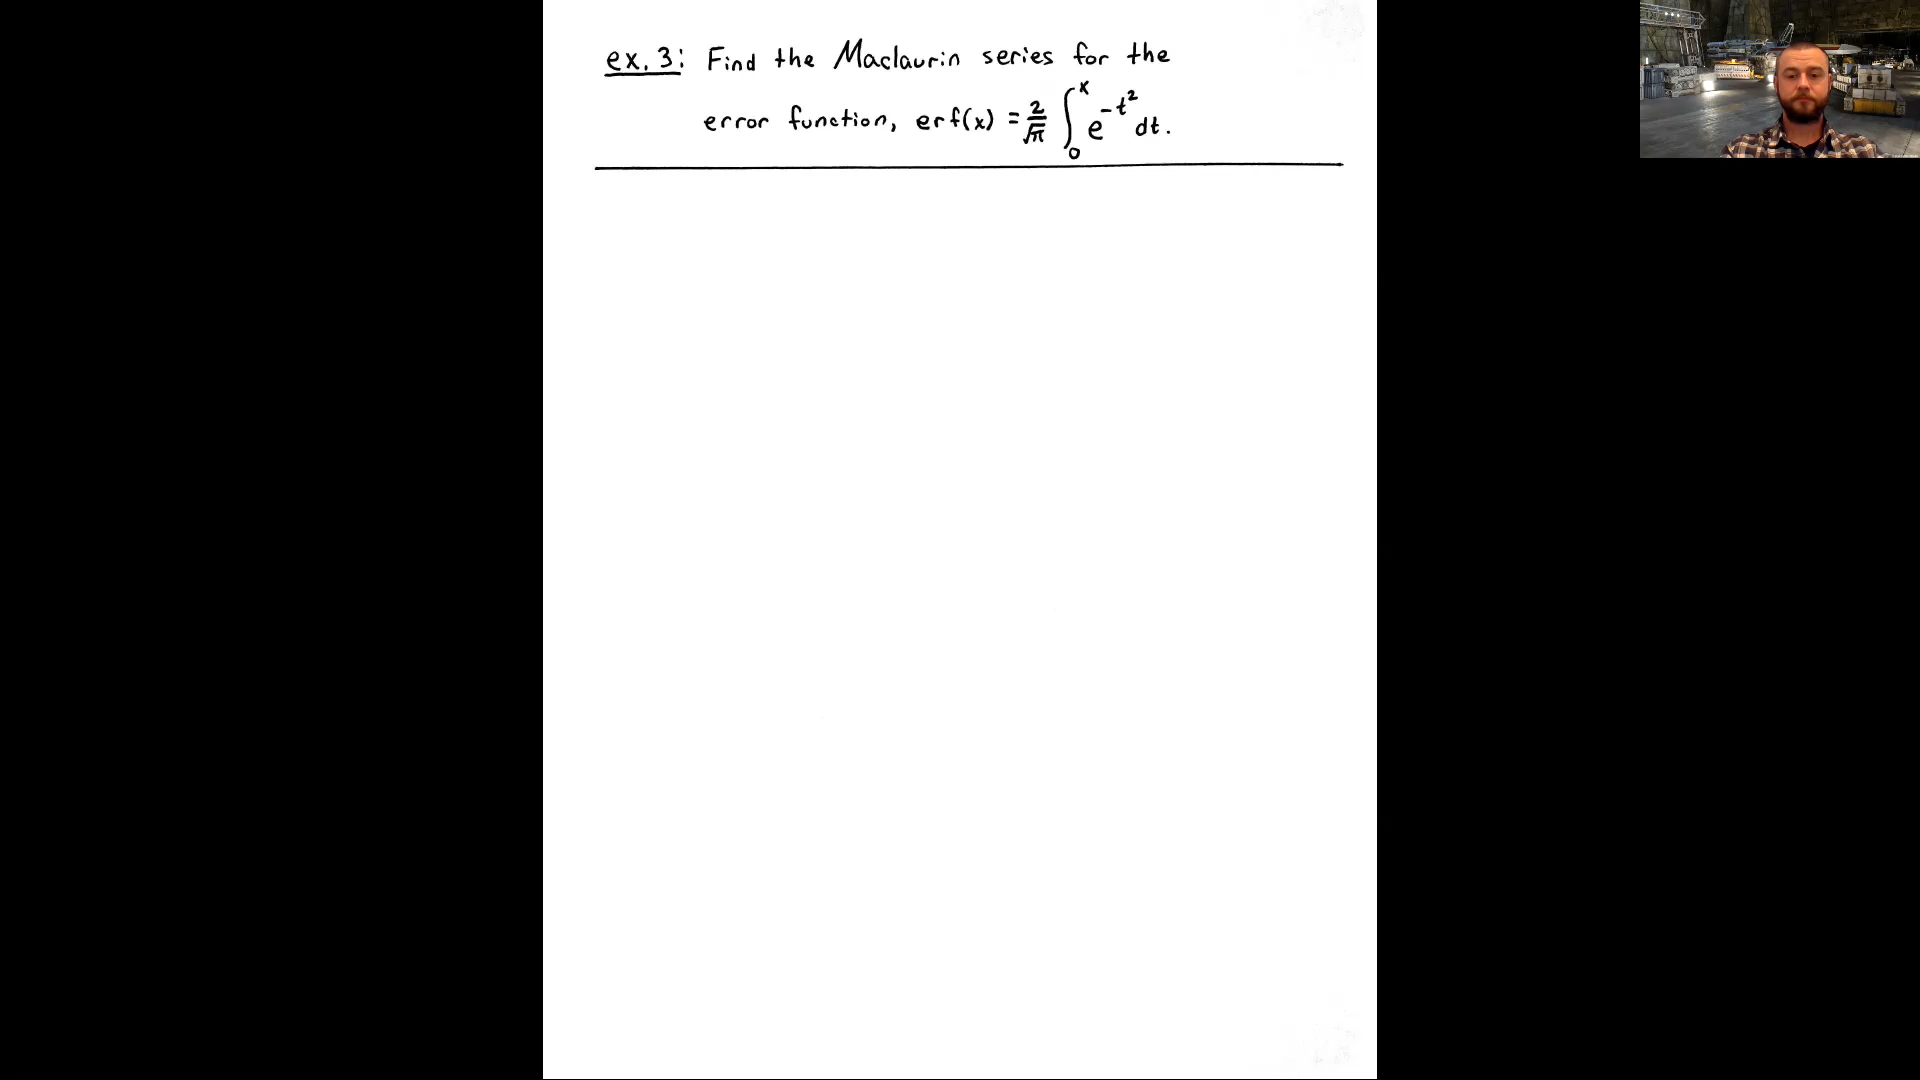 ex. 3: Find the Maclaurin series for the
error function, erf(x) = 2/√π ∫₀ˣ e^(-t²) dt.